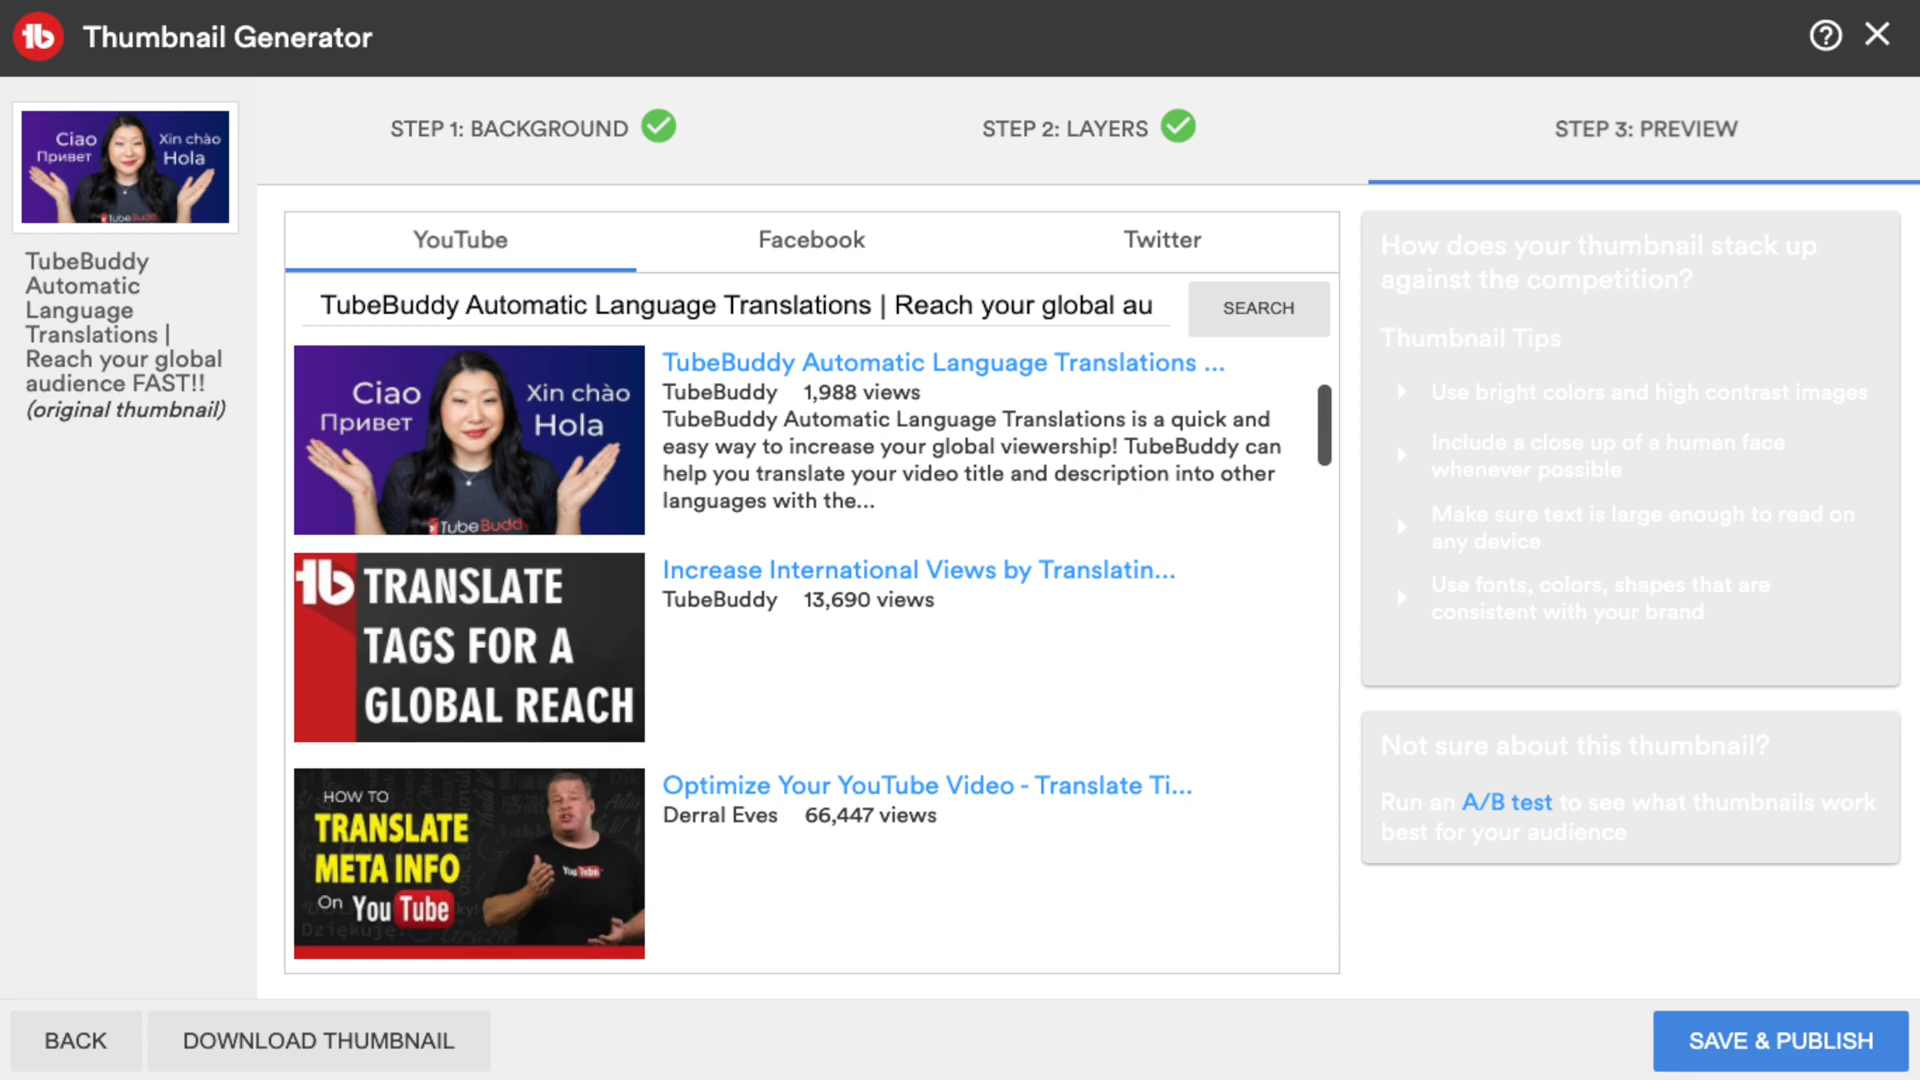 Thumbnail Generator
Ciao
Привет
Xin chào
Hola
TubeBuddy
TubeBuddy
Automatic
Language
Translations |
Reach your global
audience FAST!!
(original thumbnail)
STEP 1: BACKGROUND
STEP 2: LAYERS
STEP 3: PREVIEW
YouTube
Facebook
Twitter
TubeBuddy Automatic Language Translations | Reach your global au
SEARCH
Ciao
Привет
Xin chào
Hola
TubeBuddy
TubeBuddy Automatic Language Translations ...
TubeBuddy 1,988 views
TubeBuddy Automatic Language Translations is a quick and
easy way to increase your global viewership! TubeBuddy can
help you translate your video title and description into other
languages with the...
TRANSLATE
TAGS FOR A
GLOBAL REACH
Increase International Views by Translatin...
TubeBuddy 13,690 views
HOW TO
TRANSLATE
META INFO
On YouTube
YouTube
Optimize Your YouTube Video - Translate Ti...
Derral Eves 66,447 views
How does your thumbnail stack up
against the competition?
Thumbnail Tips
Use bright colors and high contrast images
Include a close up of a human face
whenever possible
Make sure text is large enough to read on
any device
Use fonts, colors, shapes that are
consistent with your brand
Not sure about this thumbnail?
Run an A/B test to see what thumbnails work
best for your audience
BACK
DOWNLOAD THUMBNAIL
SAVE & PUBLISH